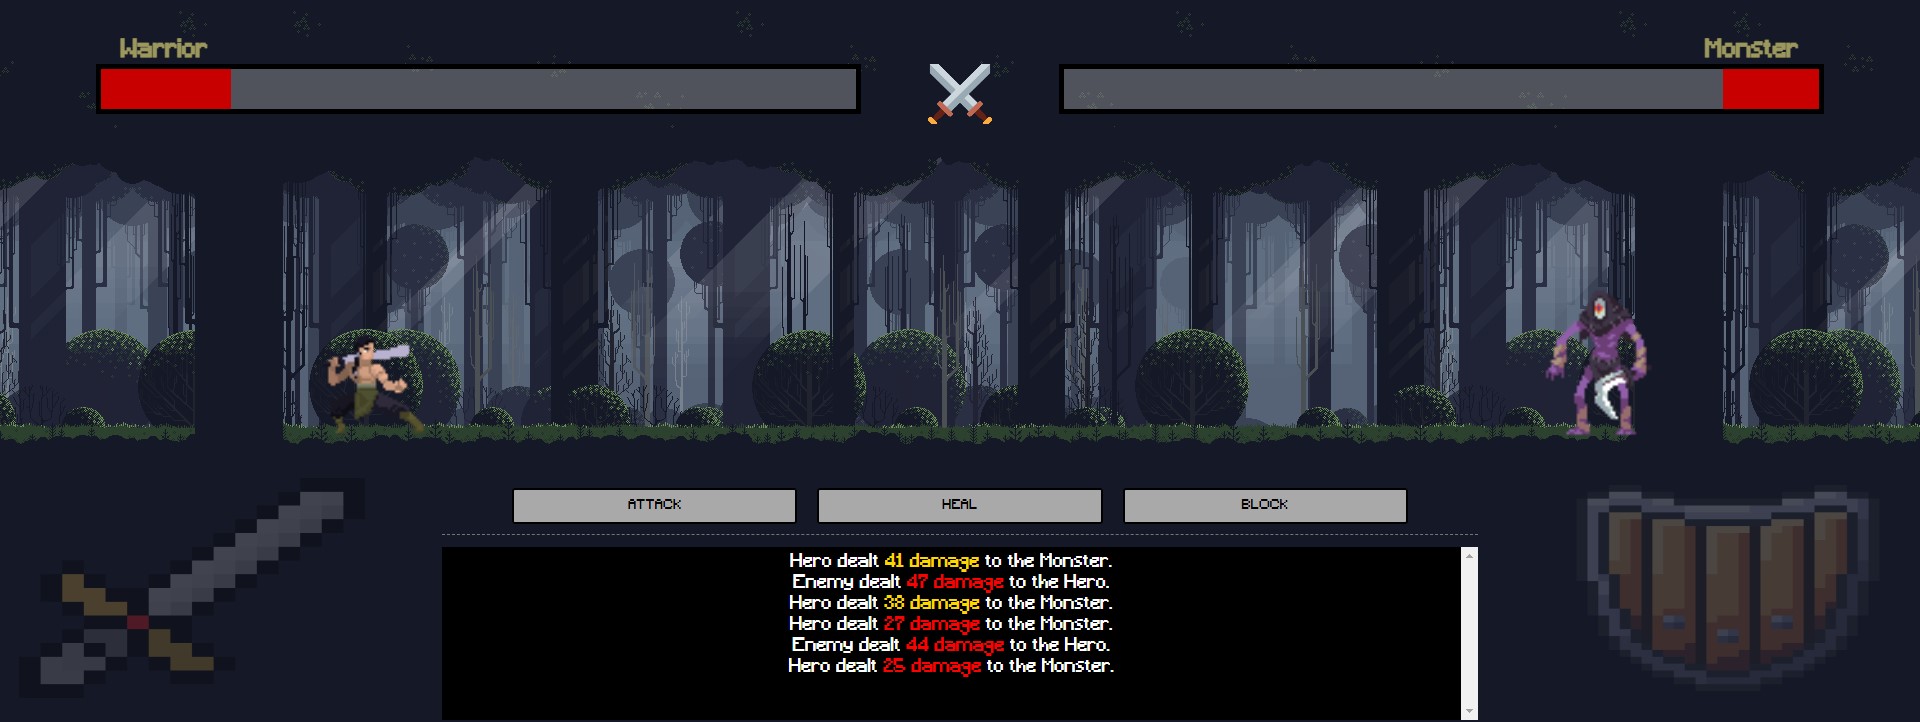 Warrior
Monster
ATTACK
HEAL
BLOCK
Hero dealt 41 damage to the Monster.
Enemy dealt 47 damage to the Hero.
Hero dealt 38 damage to the Monster.
Hero dealt 27 damage to the Monster.
Enemy dealt 44 damage to the Hero.
Hero dealt 25 damage to the Monster.